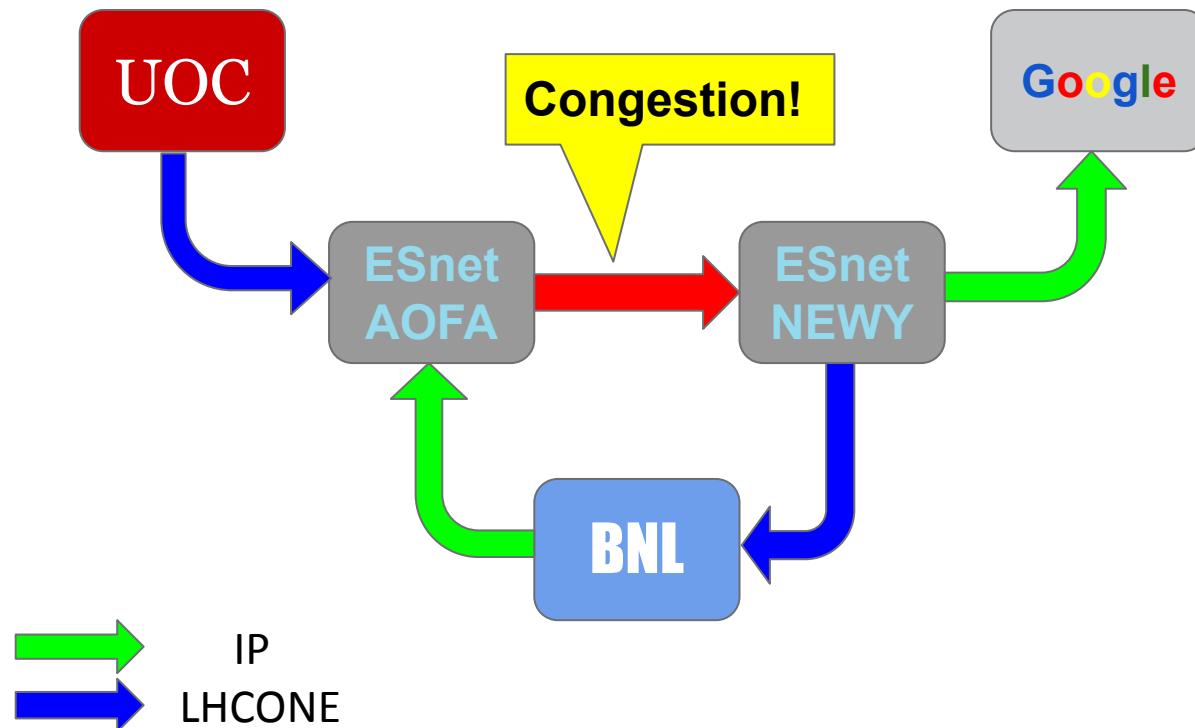 UOC
Congestion!
Google
ESnet
AOFA
ESnet
NEWY
BNL
IP
LHCONE